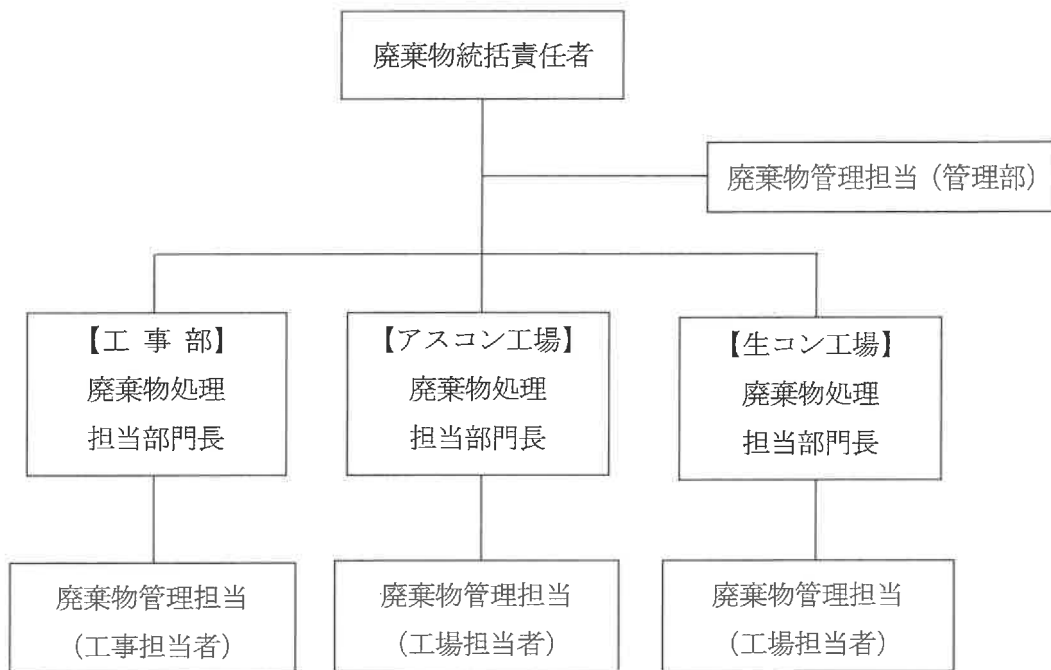 廃棄物統括責任者
廃棄物管理担当（管理部）
【工 事 部】
廃棄物処理
担当部門長
【アスコン工場】
廃棄物処理
担当部門長
【生コン工場】
廃棄物処理
担当部門長
廃棄物管理担当
（工事担当者）
廃棄物管理担当
（工場担当者）
廃棄物管理担当
（工場担当者）